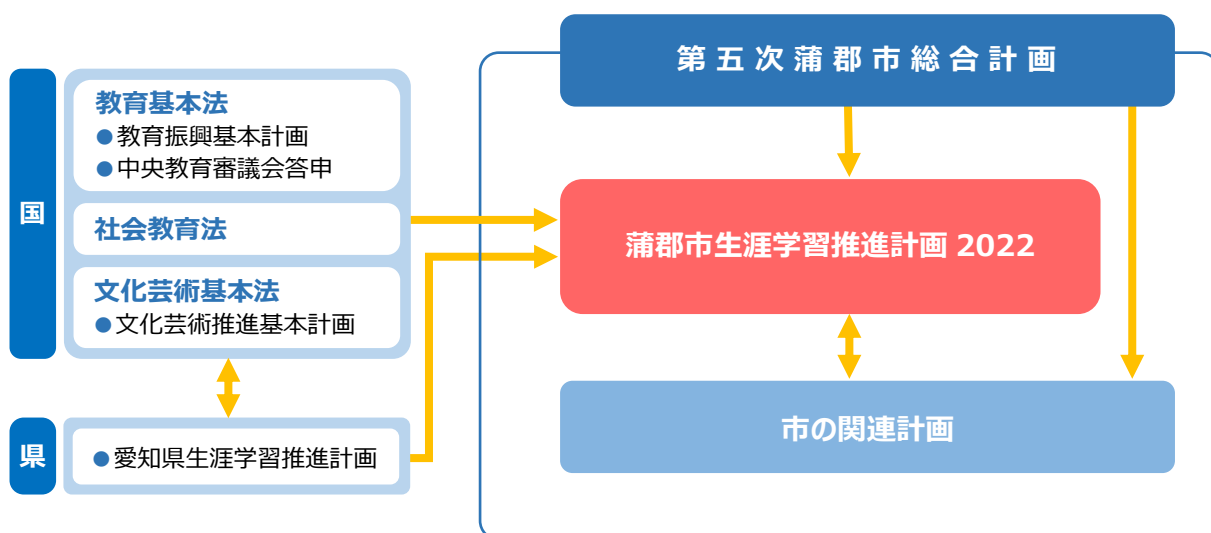 国
教育基本法
●教育振興基本計画
●中央教育審議会答申
社会教育法
文化芸術基本法
●文化芸術推進基本計画
県
●愛知県生涯学習推進計画
第五次蒲郡市総合計画
蒲郡市生涯学習推進計画 2022
市の関連計画